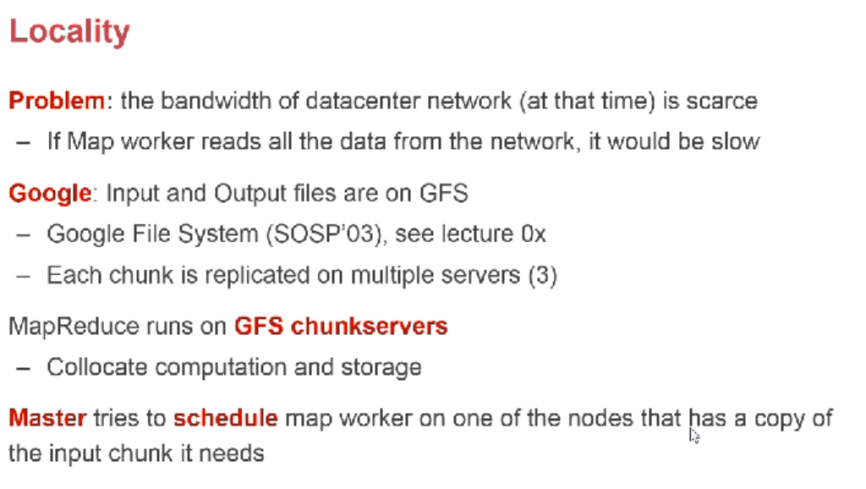 Locality
Problem: the bandwidth of datacenter network (at that time) is scarce
– If Map worker reads all the data from the network, it would be slow
Google: Input and Output files are on GFS
– Google File System (SOSP'03), see lecture 0x
– Each chunk is replicated on multiple servers (3)
MapReduce runs on GFS chunkservers
– Collocate computation and storage
Master tries to schedule map worker on one of the nodes that has a copy of
the input chunk it needs